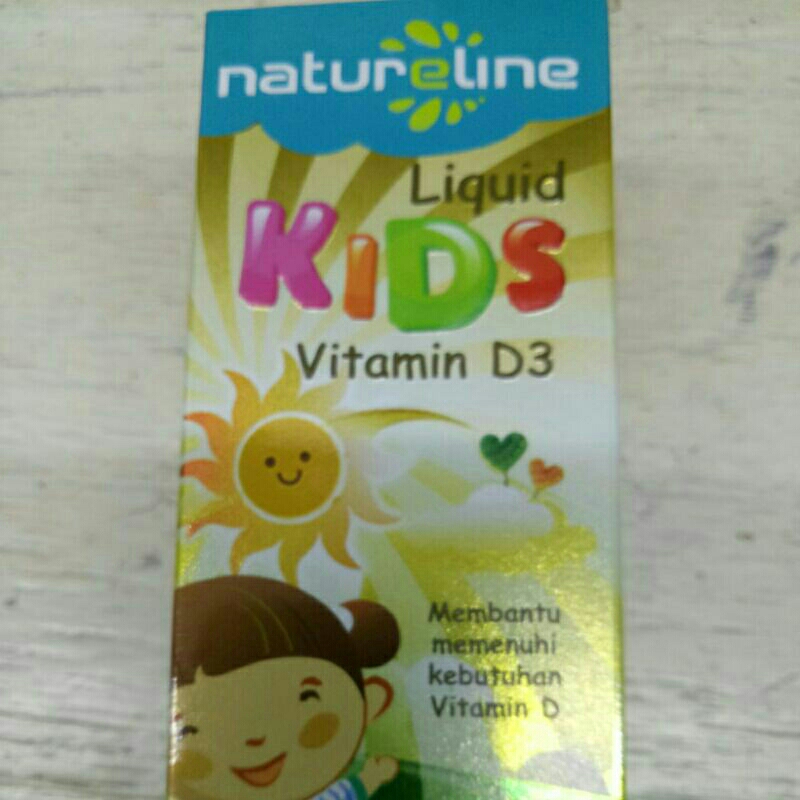 natureline
Liquid
KIDS
Vitamin D3
Membantu
memenuhi
kebutuhan
Vitamin D